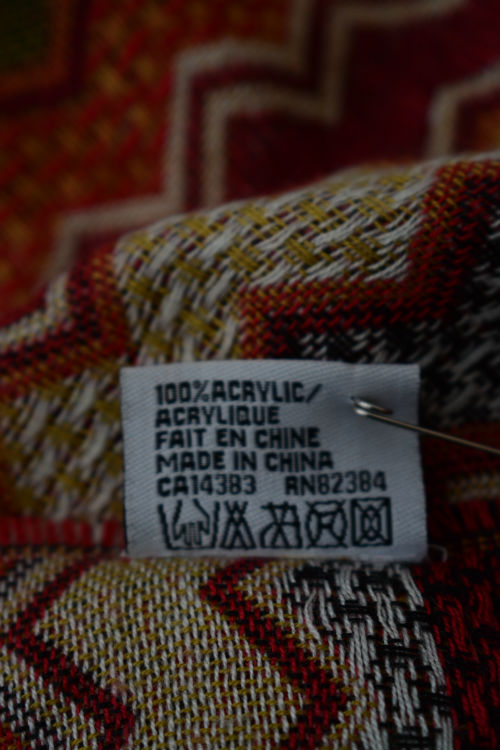 100%ACRYLIC/
ACRYLIQUE
FAIT EN CHINE
MADE IN CHINA
CA14383 RN82384